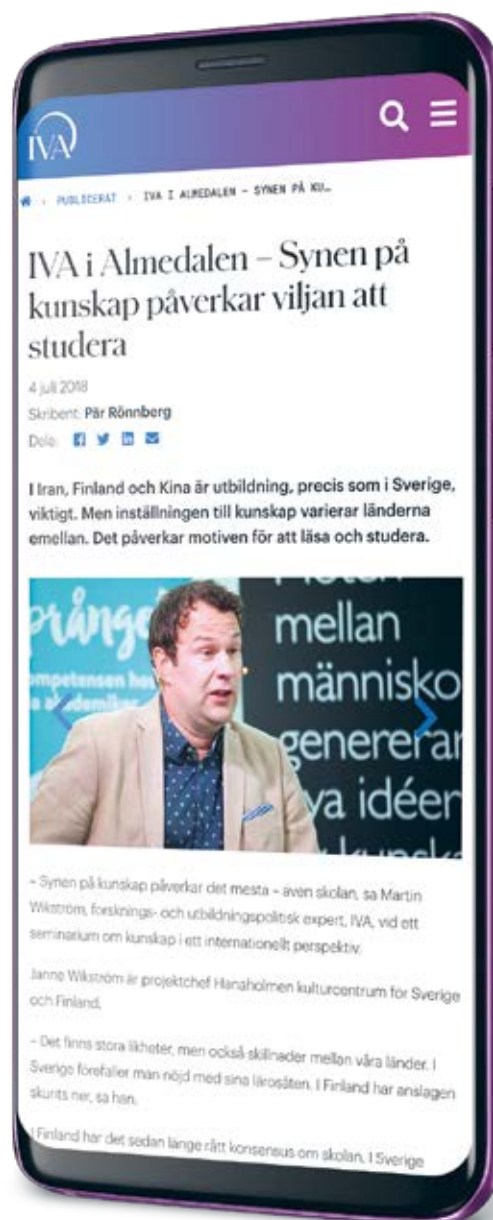 IVA
PUBLICERAT › IVA I ALMEDALEN – SYNEN PÅ KU…
IVA i Almedalen – Synen på
kunskap påverkar viljan att
studera
4 juli 2018
Skribent: Pär Rönnberg
Dela:
I Iran, Finland och Kina är utbildning, precis som i Sverige,
viktigt. Men inställningen till kunskap varierar länderna
emellan. Det påverkar motiven för att läsa och studera.
språnget
kompetensen hos
akademiker
mellan
människo
genererar
ya idéer
kunska
– Synen på kunskap påverkar det mesta – även skolan, sa Martin
Wikström, forsknings- och utbildningspolitisk expert, IVA, vid ett
seminarium om kunskap i ett internationellt perspektiv.
Janne Wikström är projektchef Hanaholmen kulturcentrum för Sverige
och Finland.
– Det finns stora likheter, men också skillnader mellan våra länder. I
Sverige förefaller man nöjd med sina lärosäten. I Finland har anslagen
skurits ner, sa han.
I Finland har det sedan länge rått konsensus om skolan. I Sverige